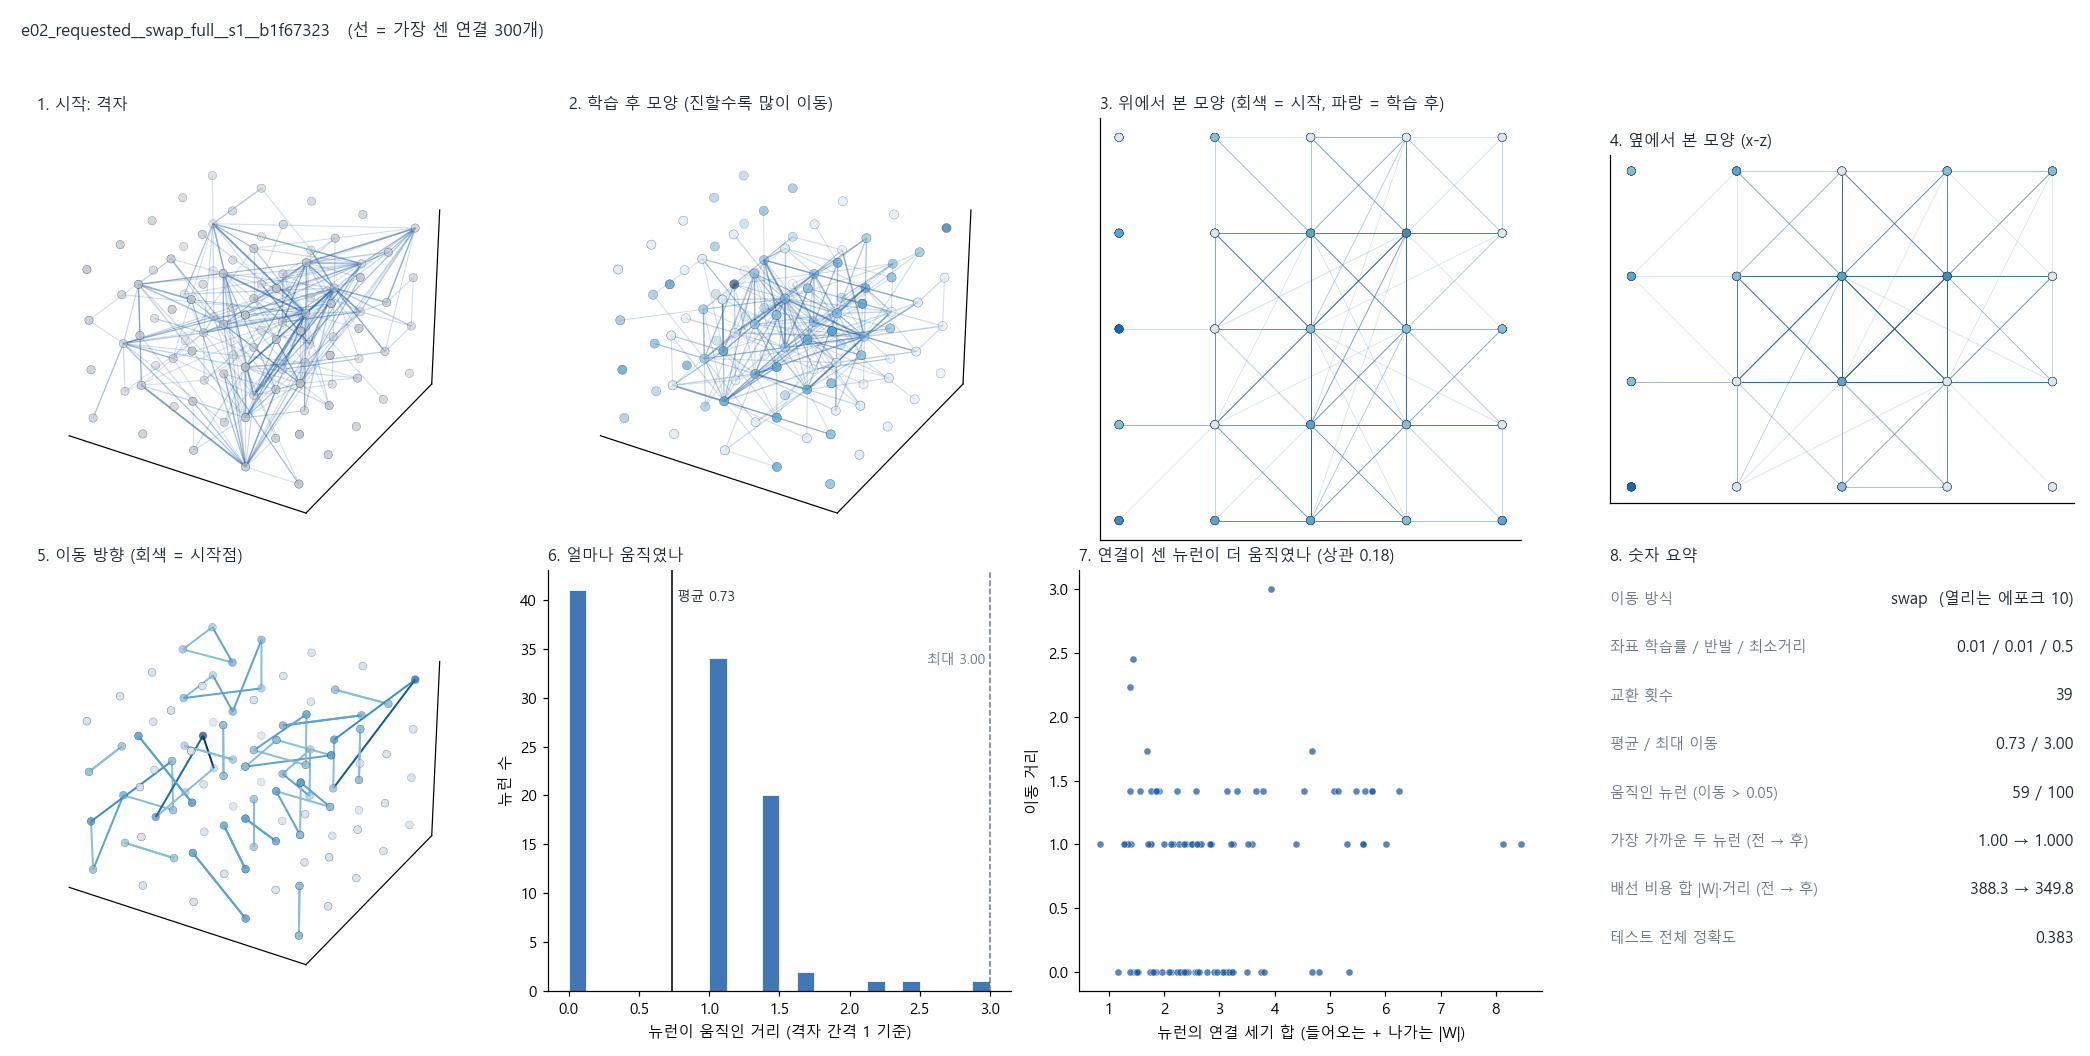 e02_requested__swap_full__s1__b1f67323    (선 = 가장 센 연결 300개)
1. 시작: 격자
2. 학습 후 모양 (진할수록 많이 이동)
3. 위에서 본 모양 (회색 = 시작, 파랑 = 학습 후)
4. 옆에서 본 모양 (x-z)
5. 이동 방향 (회색 = 시작점)
6. 얼마나 움직였나
평균 0.73
최대 3.00
뉴런 수
40
35
30
25
20
15
10
5
0
0.0 0.5 1.0 1.5 2.0 2.5 3.0
뉴런이 움직인 거리 (격자 간격 1 기준)
7. 연결이 센 뉴런이 더 움직였나 (상관 0.18)
이동 거리
3.0
2.5
2.0
1.5
1.0
0.5
0.0
1 2 3 4 5 6 7 8
뉴런의 연결 세기 합 (들어오는 + 나가는 |W|)
8. 숫자 요약
이동 방식 swap  (열리는 에포크 10)
좌표 학습률 / 반발 / 최소거리 0.01 / 0.01 / 0.5
교환 횟수 39
평균 / 최대 이동 0.73 / 3.00
움직인 뉴런 (이동 > 0.05) 59 / 100
가장 가까운 두 뉴런 (전 → 후) 1.00 → 1.000
배선 비용 합 |W|·거리 (전 → 후) 388.3 → 349.8
테스트 전체 정확도 0.383